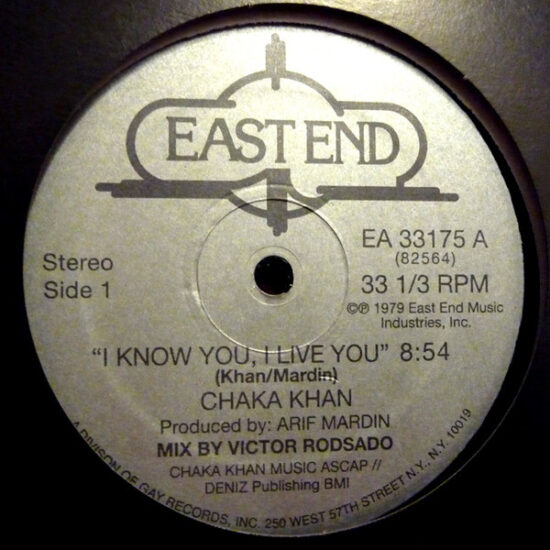 EAST END
Stereo
Side 1
EA 33175 A
(82564)
33 1/3 RPM
©℗ 1979 East End Music
Industries, Inc.
"I KNOW YOU, I LIVE YOU" 8:54
(Khan/Mardin)
CHAKA KHAN
Produced by: ARIF MARDIN
MIX BY VICTOR RODSADO
CHAKA KHAN MUSIC ASCAP //
DENIZ Publishing BMI
A DIVISON OF GAY RECORDS, INC. 250 WEST 57TH STREET N.Y., N.Y. 10019